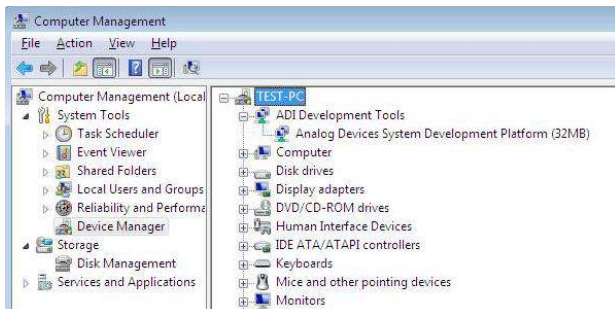 Computer Management
File Action View Help
Computer Management (Local
System Tools
Task Scheduler
Event Viewer
Shared Folders
Local Users and Groups
Reliability and Performa
Device Manager
Storage
Disk Management
Services and Applications
TEST-PC
ADI Development Tools
Analog Devices System Development Platform (32MB)
Computer
Disk drives
Display adapters
DVD/CD-ROM drives
Human Interface Devices
IDE ATA/ATAPI controllers
Keyboards
Mice and other pointing devices
Monitors